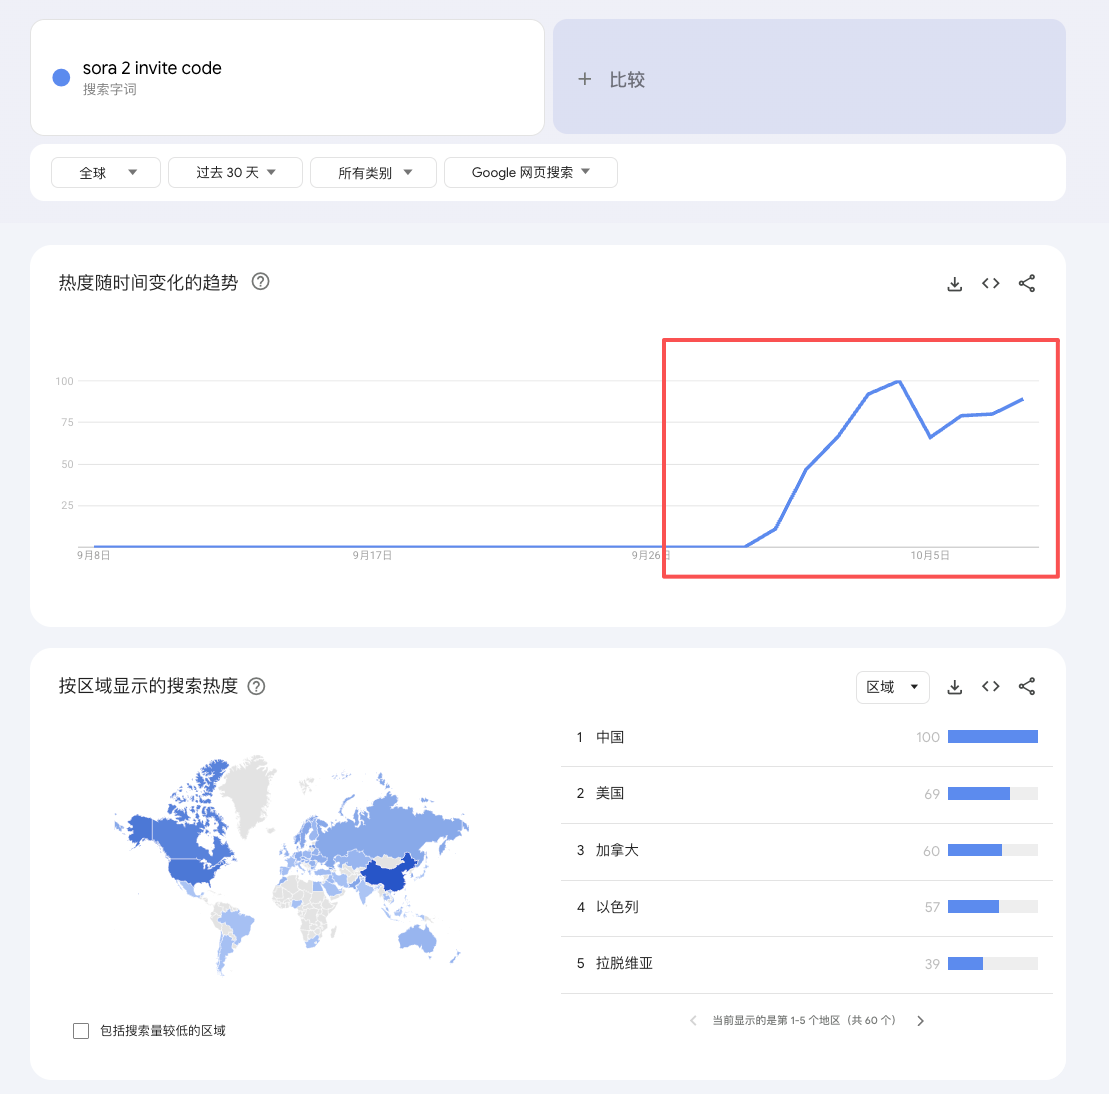 sora 2 invite code
搜索字词
+ 比较
全球
过去 30 天
所有类别
Google 网页搜索
热度随时间变化的趋势
100
75
50
25
9月8日
9月17日
9月26日
10月5日
按区域显示的搜索热度
区域
1 中国 100
2 美国 69
3 加拿大 60
4 以色列 57
5 拉脱维亚 39
包括搜索量较低的区域
当前显示的是第 1-5 个地区（共 60 个）